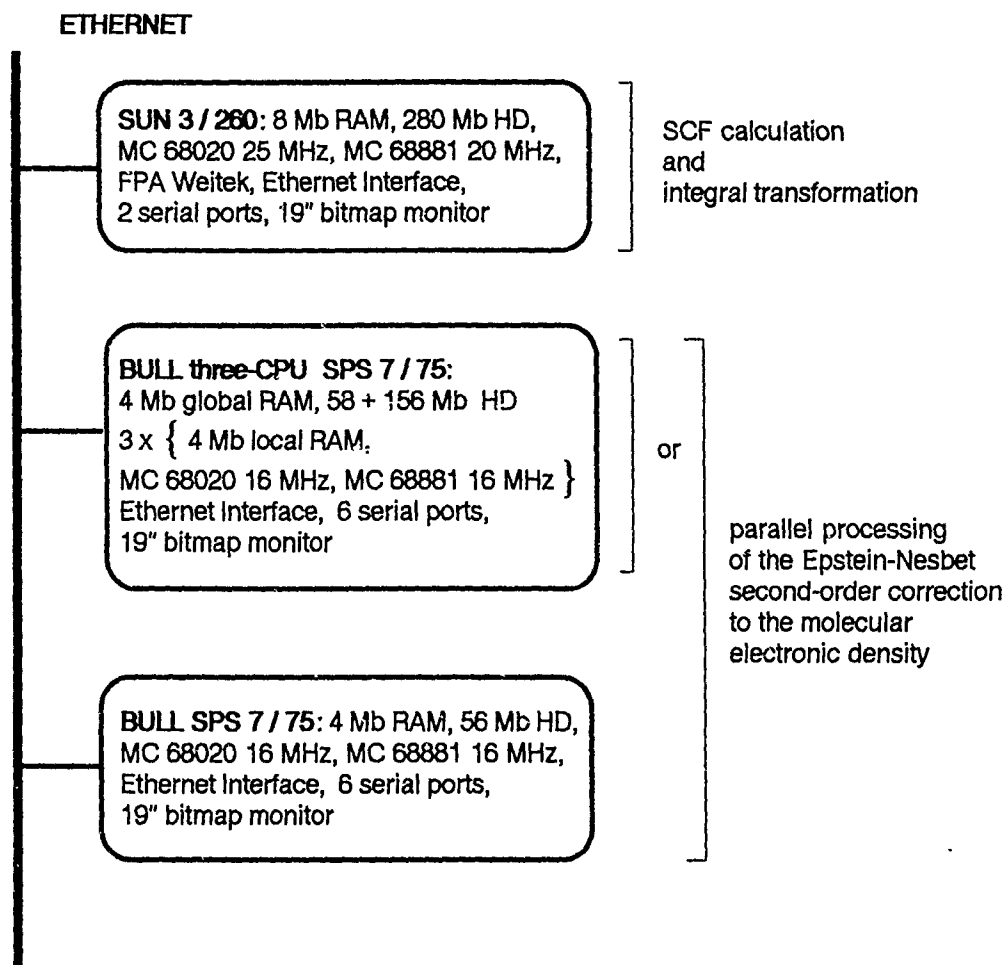 ETHERNET
SUN 3 / 260: 8 Mb RAM, 280 Mb HD,
MC 68020 25 MHz, MC 68881 20 MHz,
FPA Weitek, Ethernet Interface,
2 serial ports, 19" bitmap monitor
SCF calculation
and
integral transformation
BULL three-CPU SPS 7 / 75:
4 Mb global RAM, 58 + 156 Mb HD
3 x { 4 Mb local RAM,
MC 68020 16 MHz, MC 68881 16 MHz }
Ethernet Interface, 6 serial ports,
19" bitmap monitor
or
parallel processing
of the Epstein-Nesbet
second-order correction
to the molecular
electronic density
BULL SPS 7 / 75: 4 Mb RAM, 56 Mb HD,
MC 68020 16 MHz, MC 68881 16 MHz,
Ethernet Interface, 6 serial ports,
19" bitmap monitor